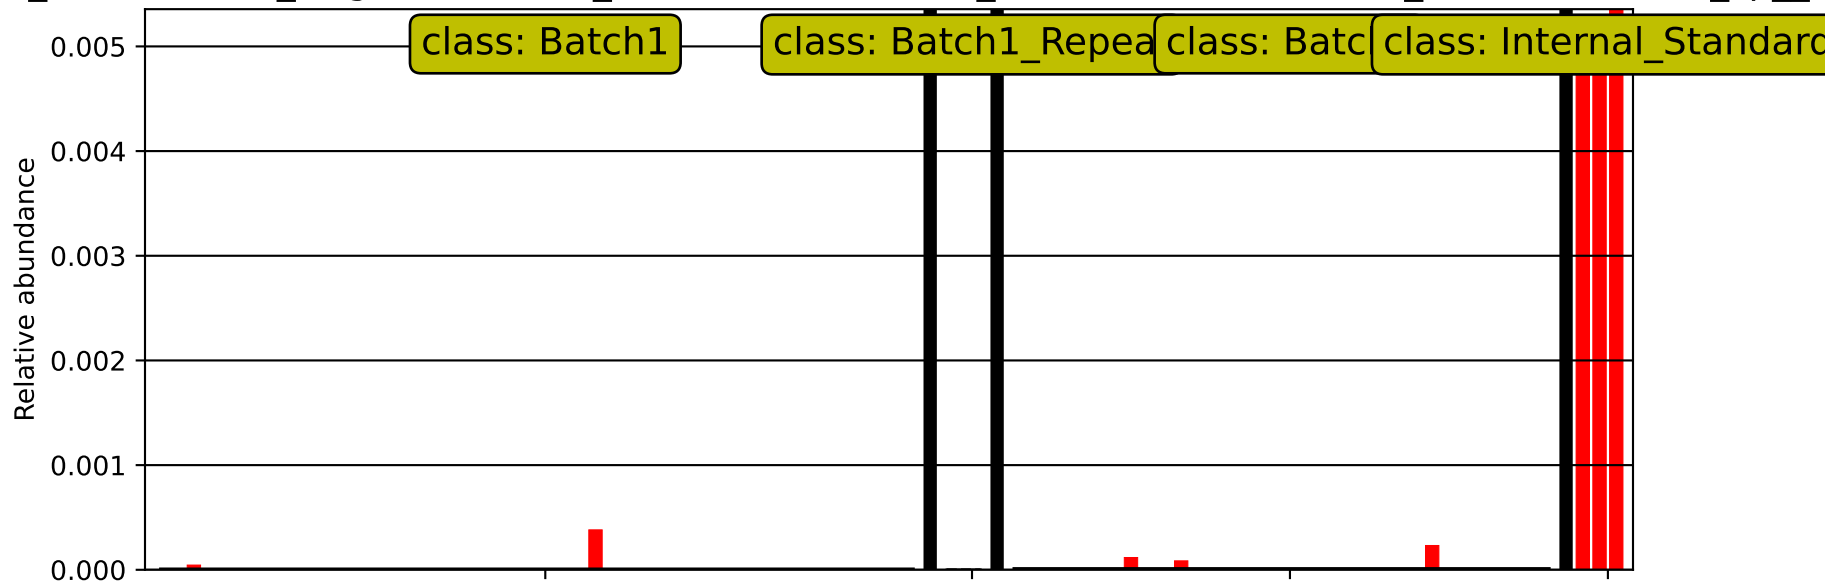 class: Batch1
class: Batch1_Repea
class: Batc
class: Internal_Standard
0.005
0.004
0.003
0.002
0.001
0.000
Relative abundance